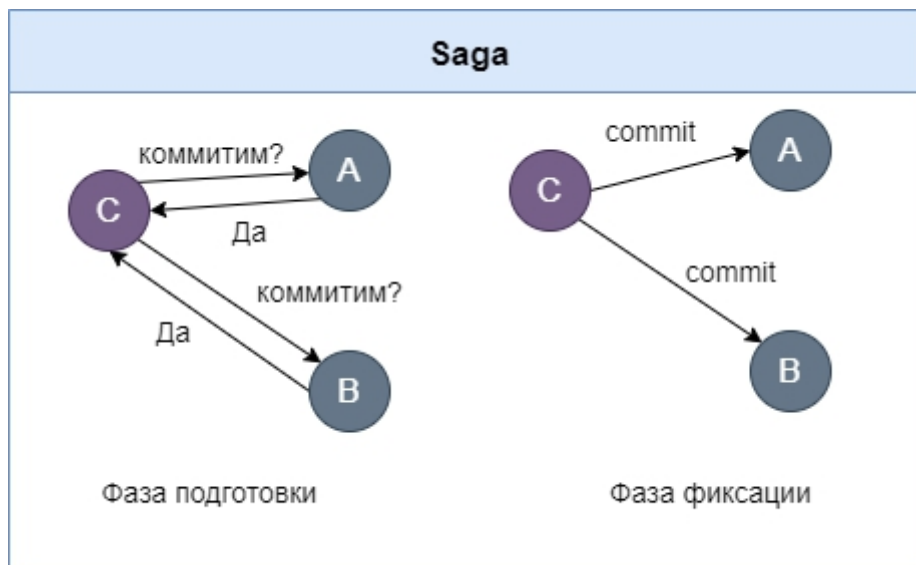 Saga
коммитим?
A
C
Да
коммитим?
Да
B
Фаза подготовки
commit
A
C
commit
B
Фаза фиксации